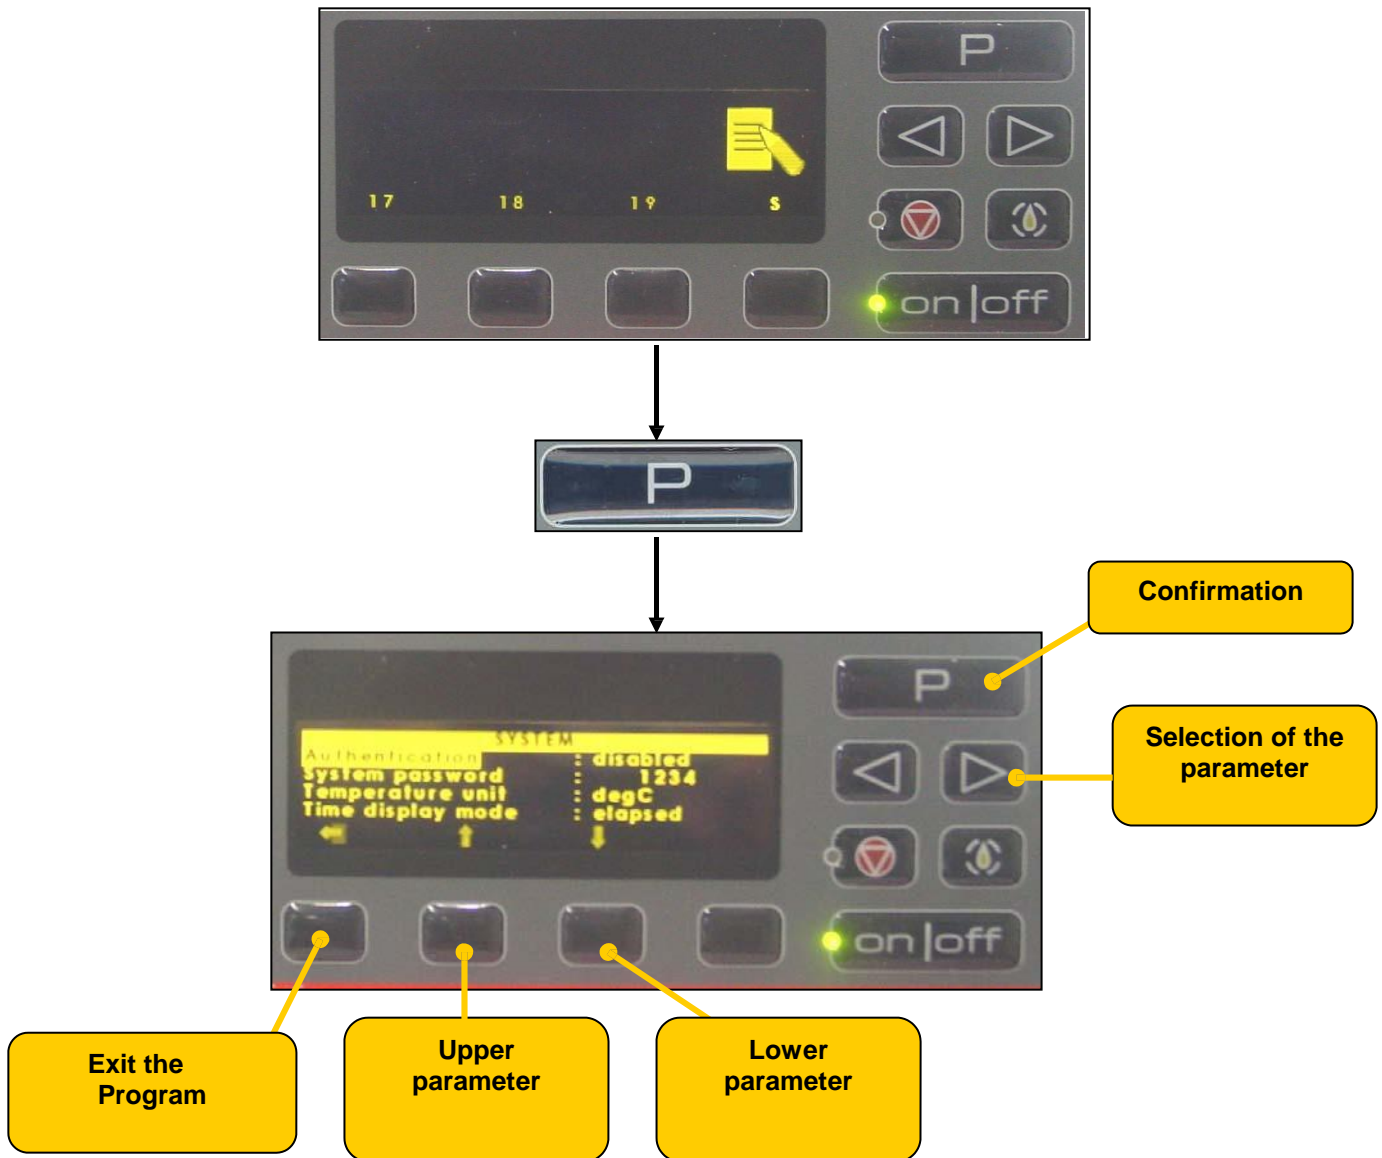 P
17 18 19 S
on|off
P
Confirmation
SYSTEM
Authentication : disabled
System password 1234
Temperature unit : degC
Time display mode : elapsed
P
Selection of the
parameter
on|off
Exit the
Program
Upper
parameter
Lower
parameter